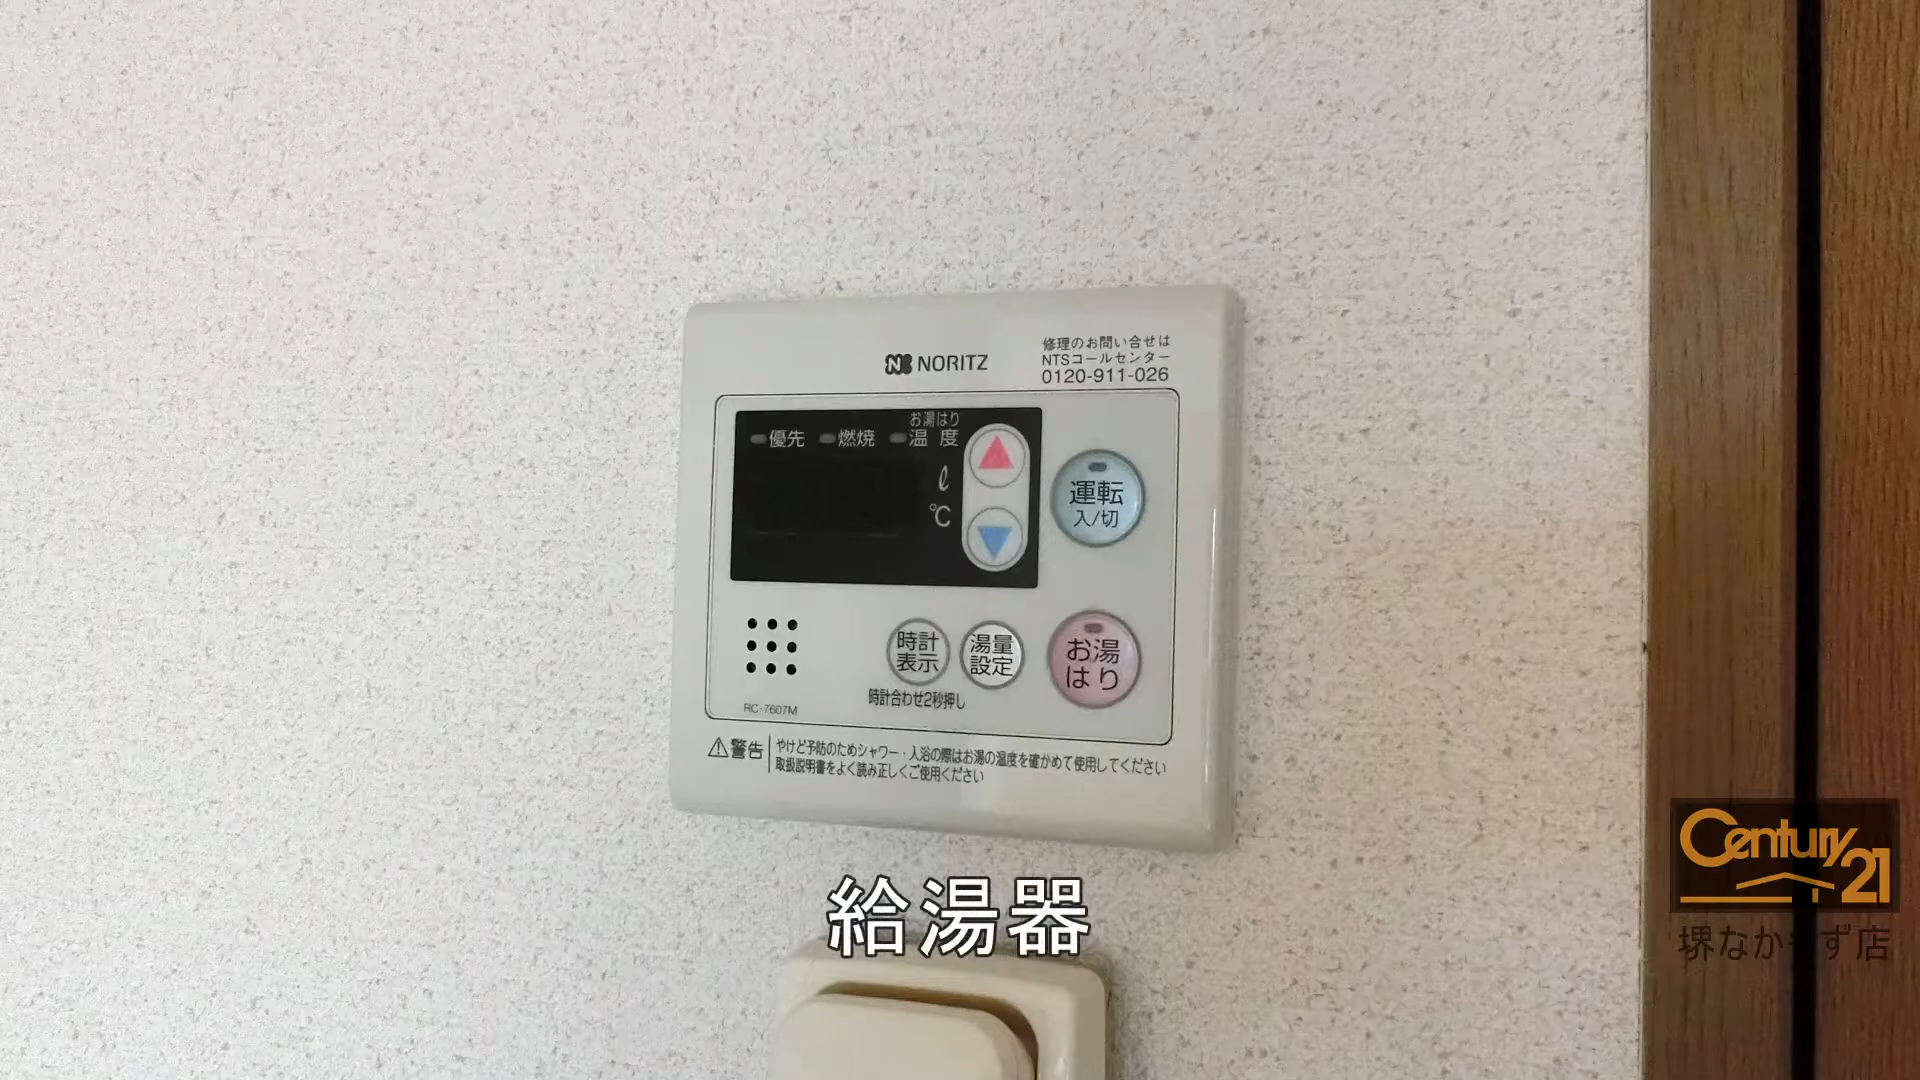 NORITZ
修理のお問い合せは
NTSコールセンター
0120-911-026
お湯はり
優先 燃焼 温度
ℓ
℃
運転
入/切
時計
表示
湯量
設定
お湯
はり
時計合わせ2秒押し
RC-7607M
⚠警告
やけど予防のためシャワー・入浴の際はお湯の温度を確かめて使用してください
取扱説明書をよく読み正しくご使用ください
給湯器
Century 21
堺なかもず店